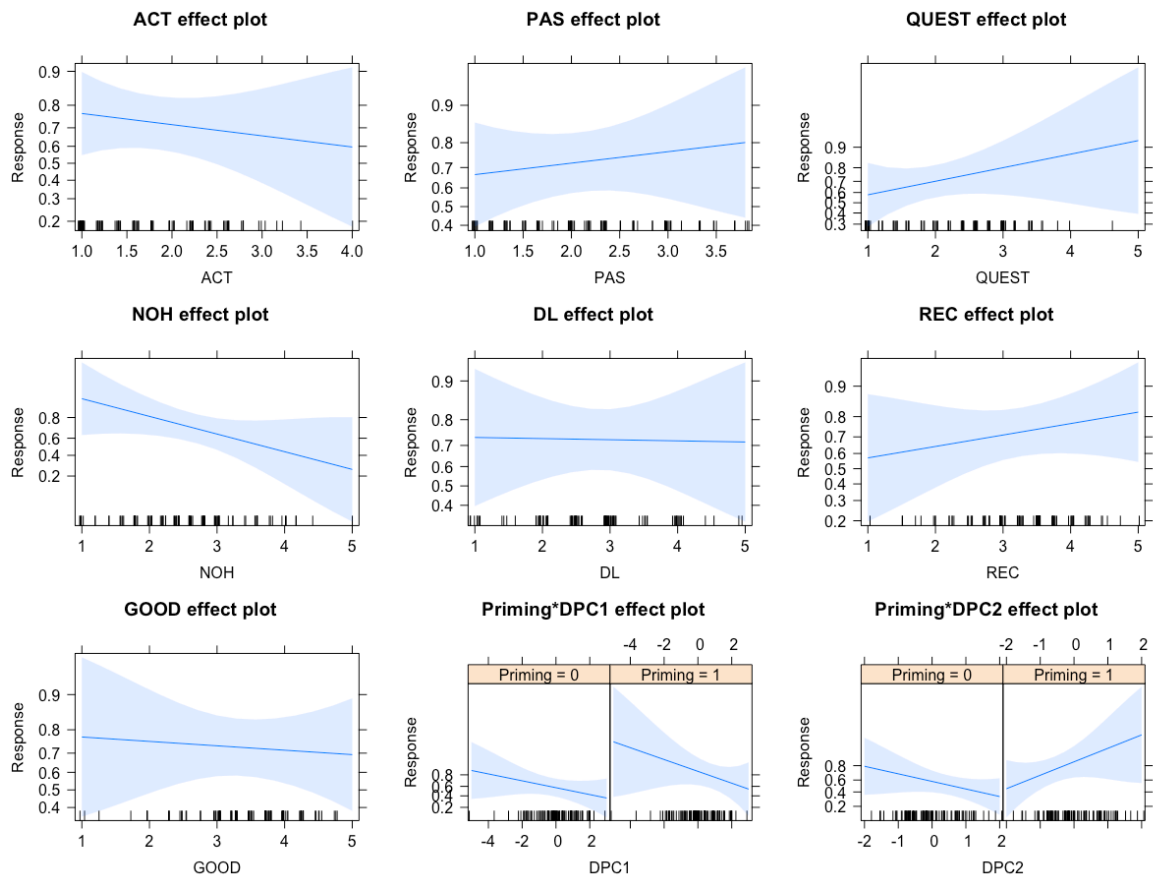 ACT effect plot
Response
0.9
0.8
0.7
0.6
0.5
0.4
0.3
0.2
1.0 1.5 2.0 2.5 3.0 3.5 4.0
ACT
PAS effect plot
Response
0.9
0.8
0.7
0.6
0.5
0.4
1.0 1.5 2.0 2.5 3.0 3.5
PAS
QUEST effect plot
Response
0.9
0.8
0.7
0.6
0.5
0.4
0.3
1 2 3 4 5
QUEST
NOH effect plot
Response
0.8
0.6
0.4
0.2
1 2 3 4 5
NOH
DL effect plot
Response
0.9
0.8
0.7
0.6
0.5
0.4
1 2 3 4 5
DL
REC effect plot
Response
0.9
0.8
0.7
0.6
0.5
0.4
0.3
0.2
1 2 3 4 5
REC
GOOD effect plot
Response
0.9
0.8
0.7
0.6
0.5
0.4
1 2 3 4 5
GOOD
Priming*DPC1 effect plot
-4 -2 0 2
Priming = 0 Priming = 1
Response
0.8
0.6
0.4
0.2
-4 -2 0 2
DPC1
Priming*DPC2 effect plot
-2 -1 0 1 2
Priming = 0 Priming = 1
Response
0.8
0.6
0.4
0.2
-2 -1 0 1 2
DPC2